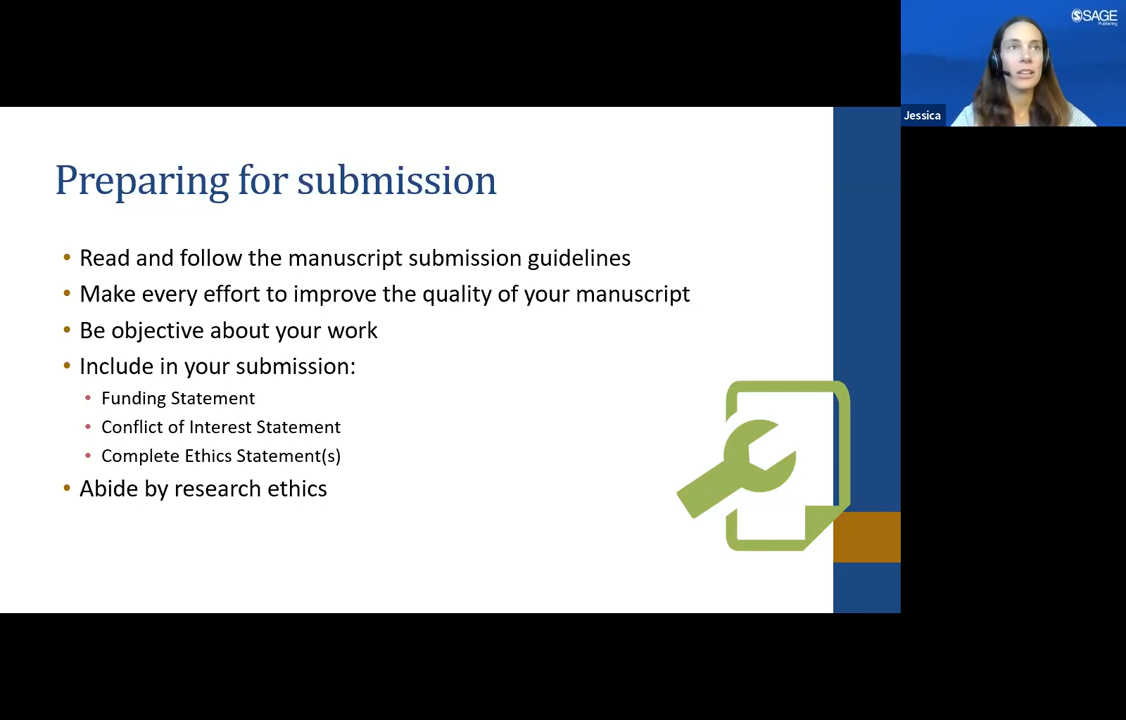 SAGE
Publishing
Jessica
Preparing for submission
• Read and follow the manuscript submission guidelines
• Make every effort to improve the quality of your manuscript
• Be objective about your work
• Include in your submission:
• Funding Statement
• Conflict of Interest Statement
• Complete Ethics Statement(s)
• Abide by research ethics